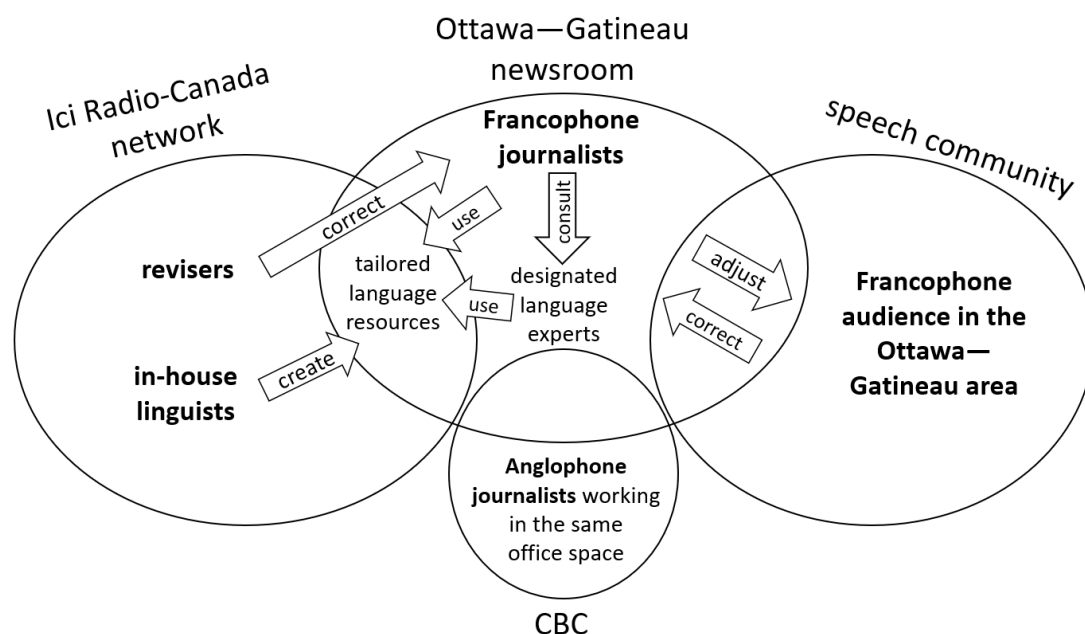 Ottawa—Gatineau
newsroom
Ici Radio-Canada
network
speech community
Francophone
journalists
correct
use
consult
revisers
tailored
language
resources
use
designated
language
experts
adjust
correct
Francophone
audience in the
Ottawa—
Gatineau area
in-house
linguists
create
Anglophone
journalists working
in the same
office space
CBC